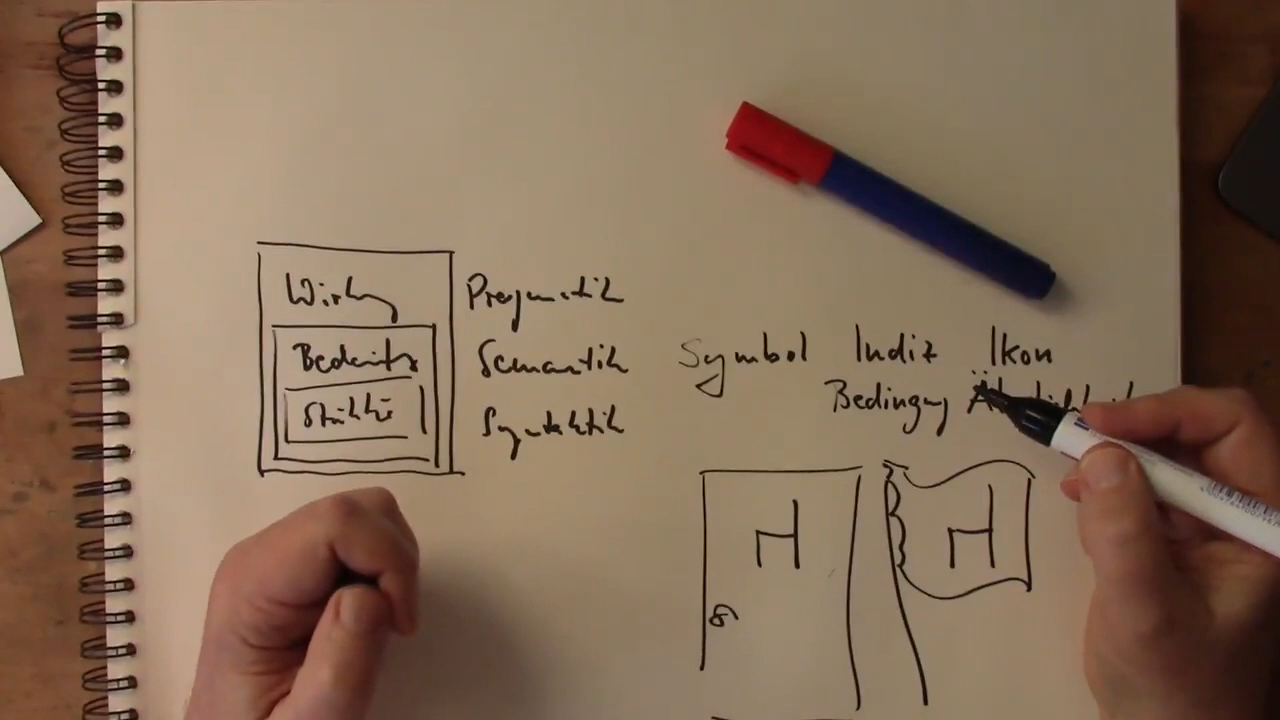 Wirkung Pragmatik
Bedeutung Semantik
Struktur Syntaktik
Symbol Indiz Ikon
Bedingung